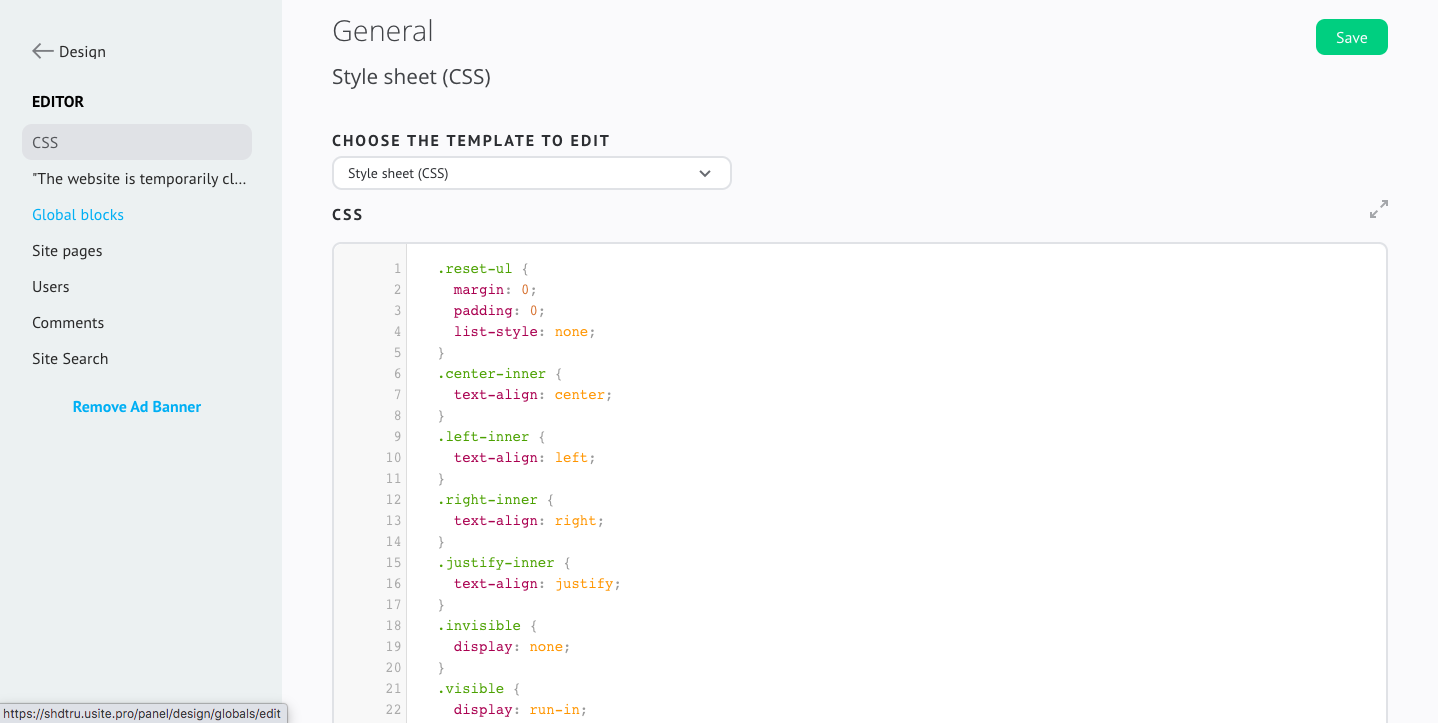 Design
EDITOR
CSS
"The website is temporarily cl...
Global blocks
Site pages
Users
Comments
Site Search
Remove Ad Banner
General
Save
Style sheet (CSS)
CHOOSE THE TEMPLATE TO EDIT
Style sheet (CSS)
CSS
1 .reset-ul {
2 margin: 0;
3 padding: 0;
4 list-style: none;
5 }
6 .center-inner {
7 text-align: center;
8 }
9 .left-inner {
10 text-align: left;
11 }
12 .right-inner {
13 text-align: right;
14 }
15 .justify-inner {
16 text-align: justify;
17 }
18 .invisible {
19 display: none;
20 }
21 .visible {
22 display: run-in;
https://shdtru.usite.pro/panel/design/globals/edit